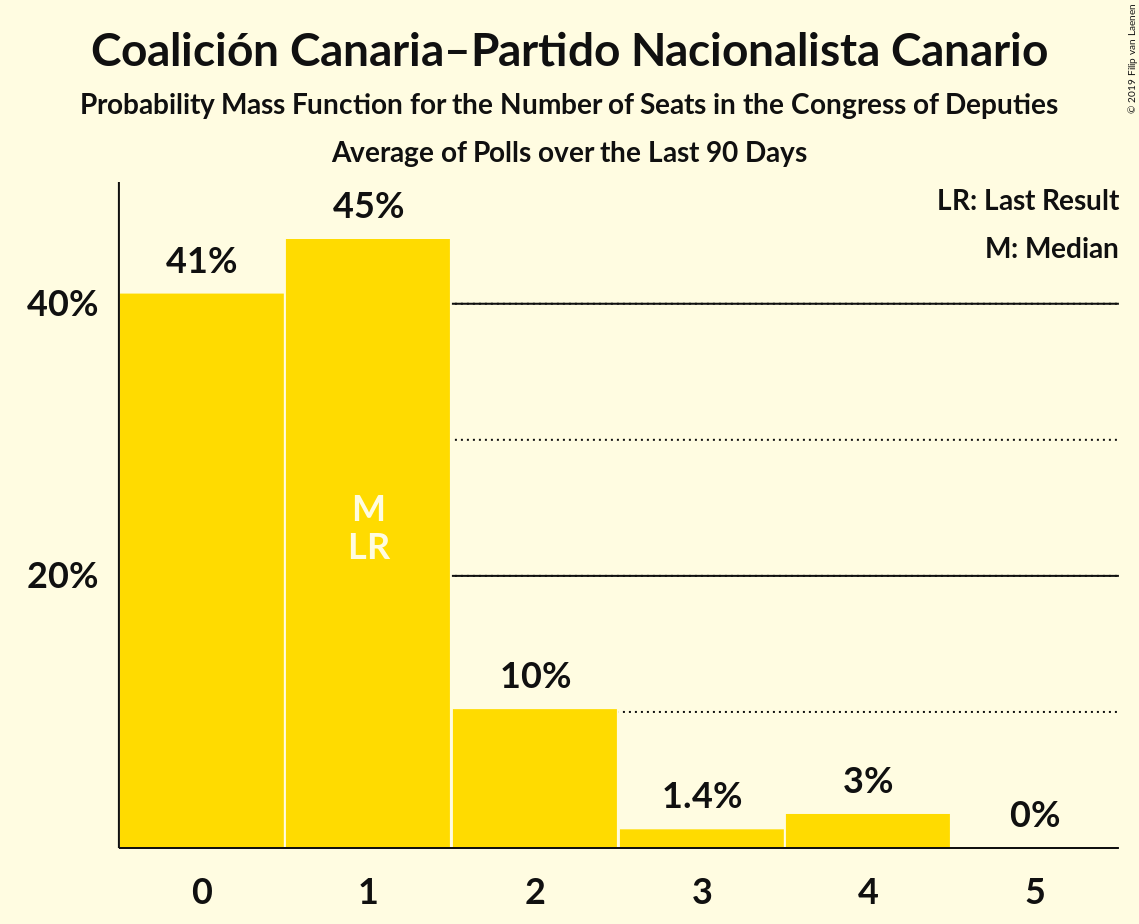 Coalición Canaria–Partido Nacionalista Canario
Probability Mass Function for the Number of Seats in the Congress of Deputies
Average of Polls over the Last 90 Days
© 2019 Filip van Laenen
LR: Last Result
M: Median
45%
41%
40%
M
LR
20%
10%
1.4%
3%
0%
0 1 2 3 4 5